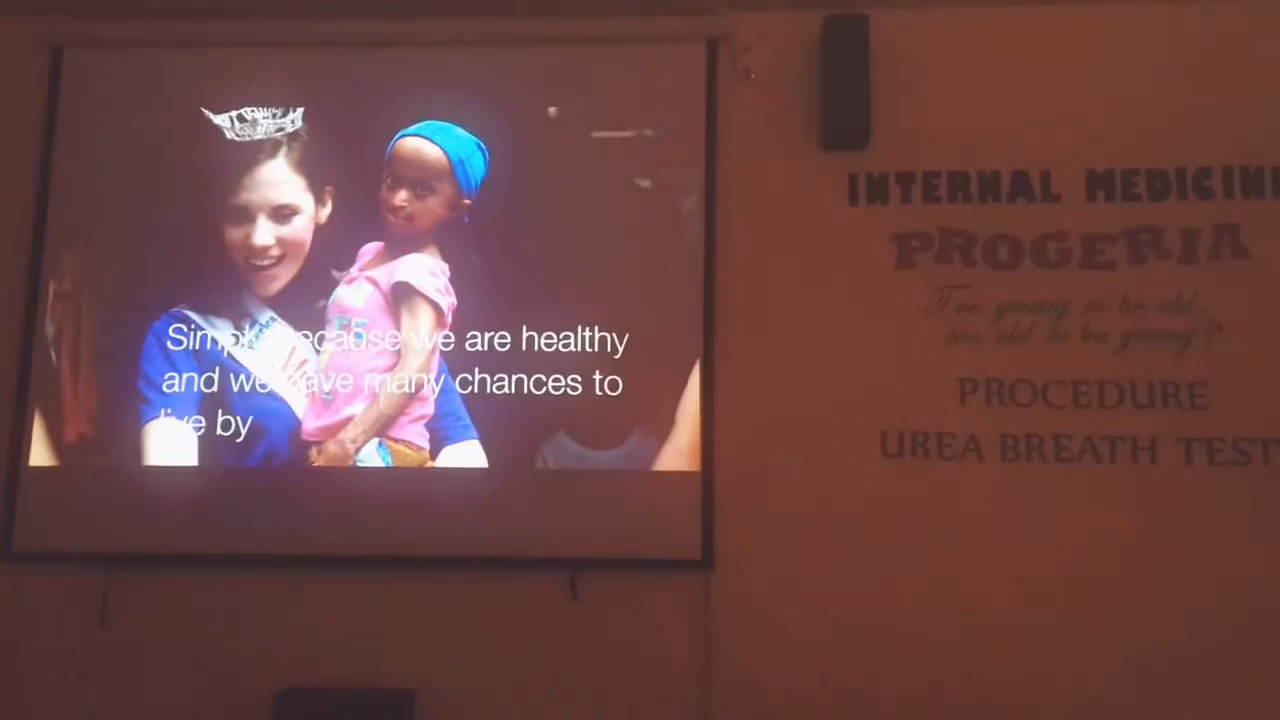 Simply because we are healthy
and we have many chances to
live by
INTERNAL MEDICIN
PROGERIA
Too young to be old..
too old to be young?
PROCEDURE
UREA BREATH TEST